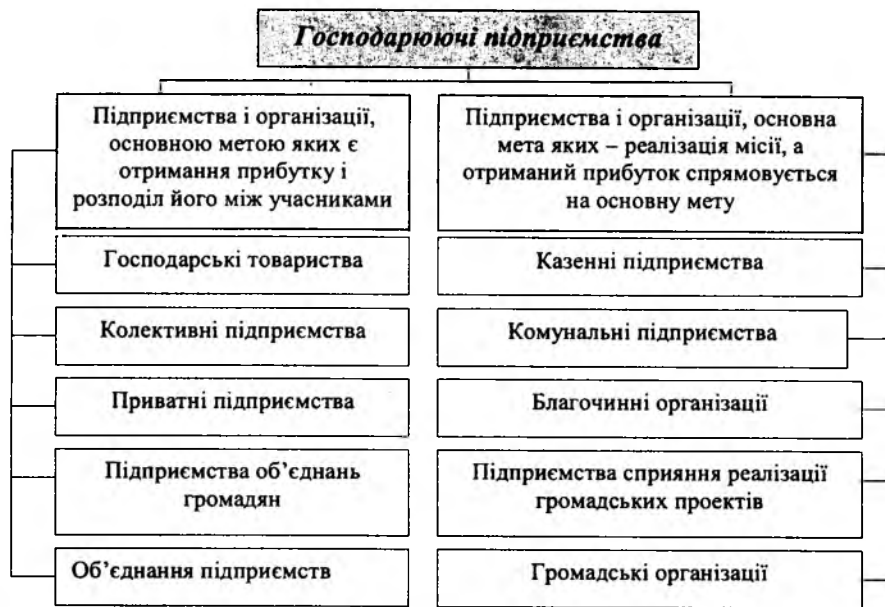 Господарюючі підприємства
Підприємства і організації,
основною метою яких є
отримання прибутку і
розподіл його між учасниками
Господарські товариства
Колективні підприємства
Приватні підприємства
Підприємства об’єднань
громадян
Об’єднання підприємств
Підприємства і організації, основна
мета яких – реалізація місії, а
отриманий прибуток спрямовується
на основну мету
Казенні підприємства
Комунальні підприємства
Благочинні організації
Підприємства сприяння реалізації
громадських проектів
Громадські організації